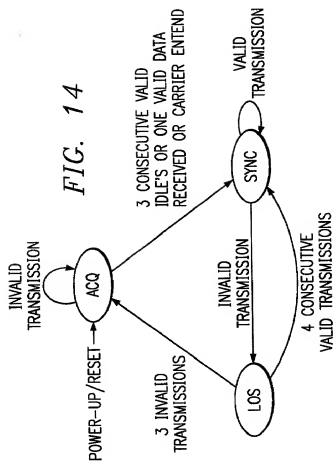 FIG. 14
INVALID
TRANSMISSION
POWER-UP/RESET
ACQ
3 CONSECUTIVE VALID
IDLE'S OR ONE VALID DATA
RECEIVED OR CARRIER ENTEND
3 INVALID
TRANSMISSIONS
INVALID
TRANSMISSION
LOS
SYNC
VALID
TRANSMISSION
4 CONSECUTIVE
VALID TRANSMISSIONS